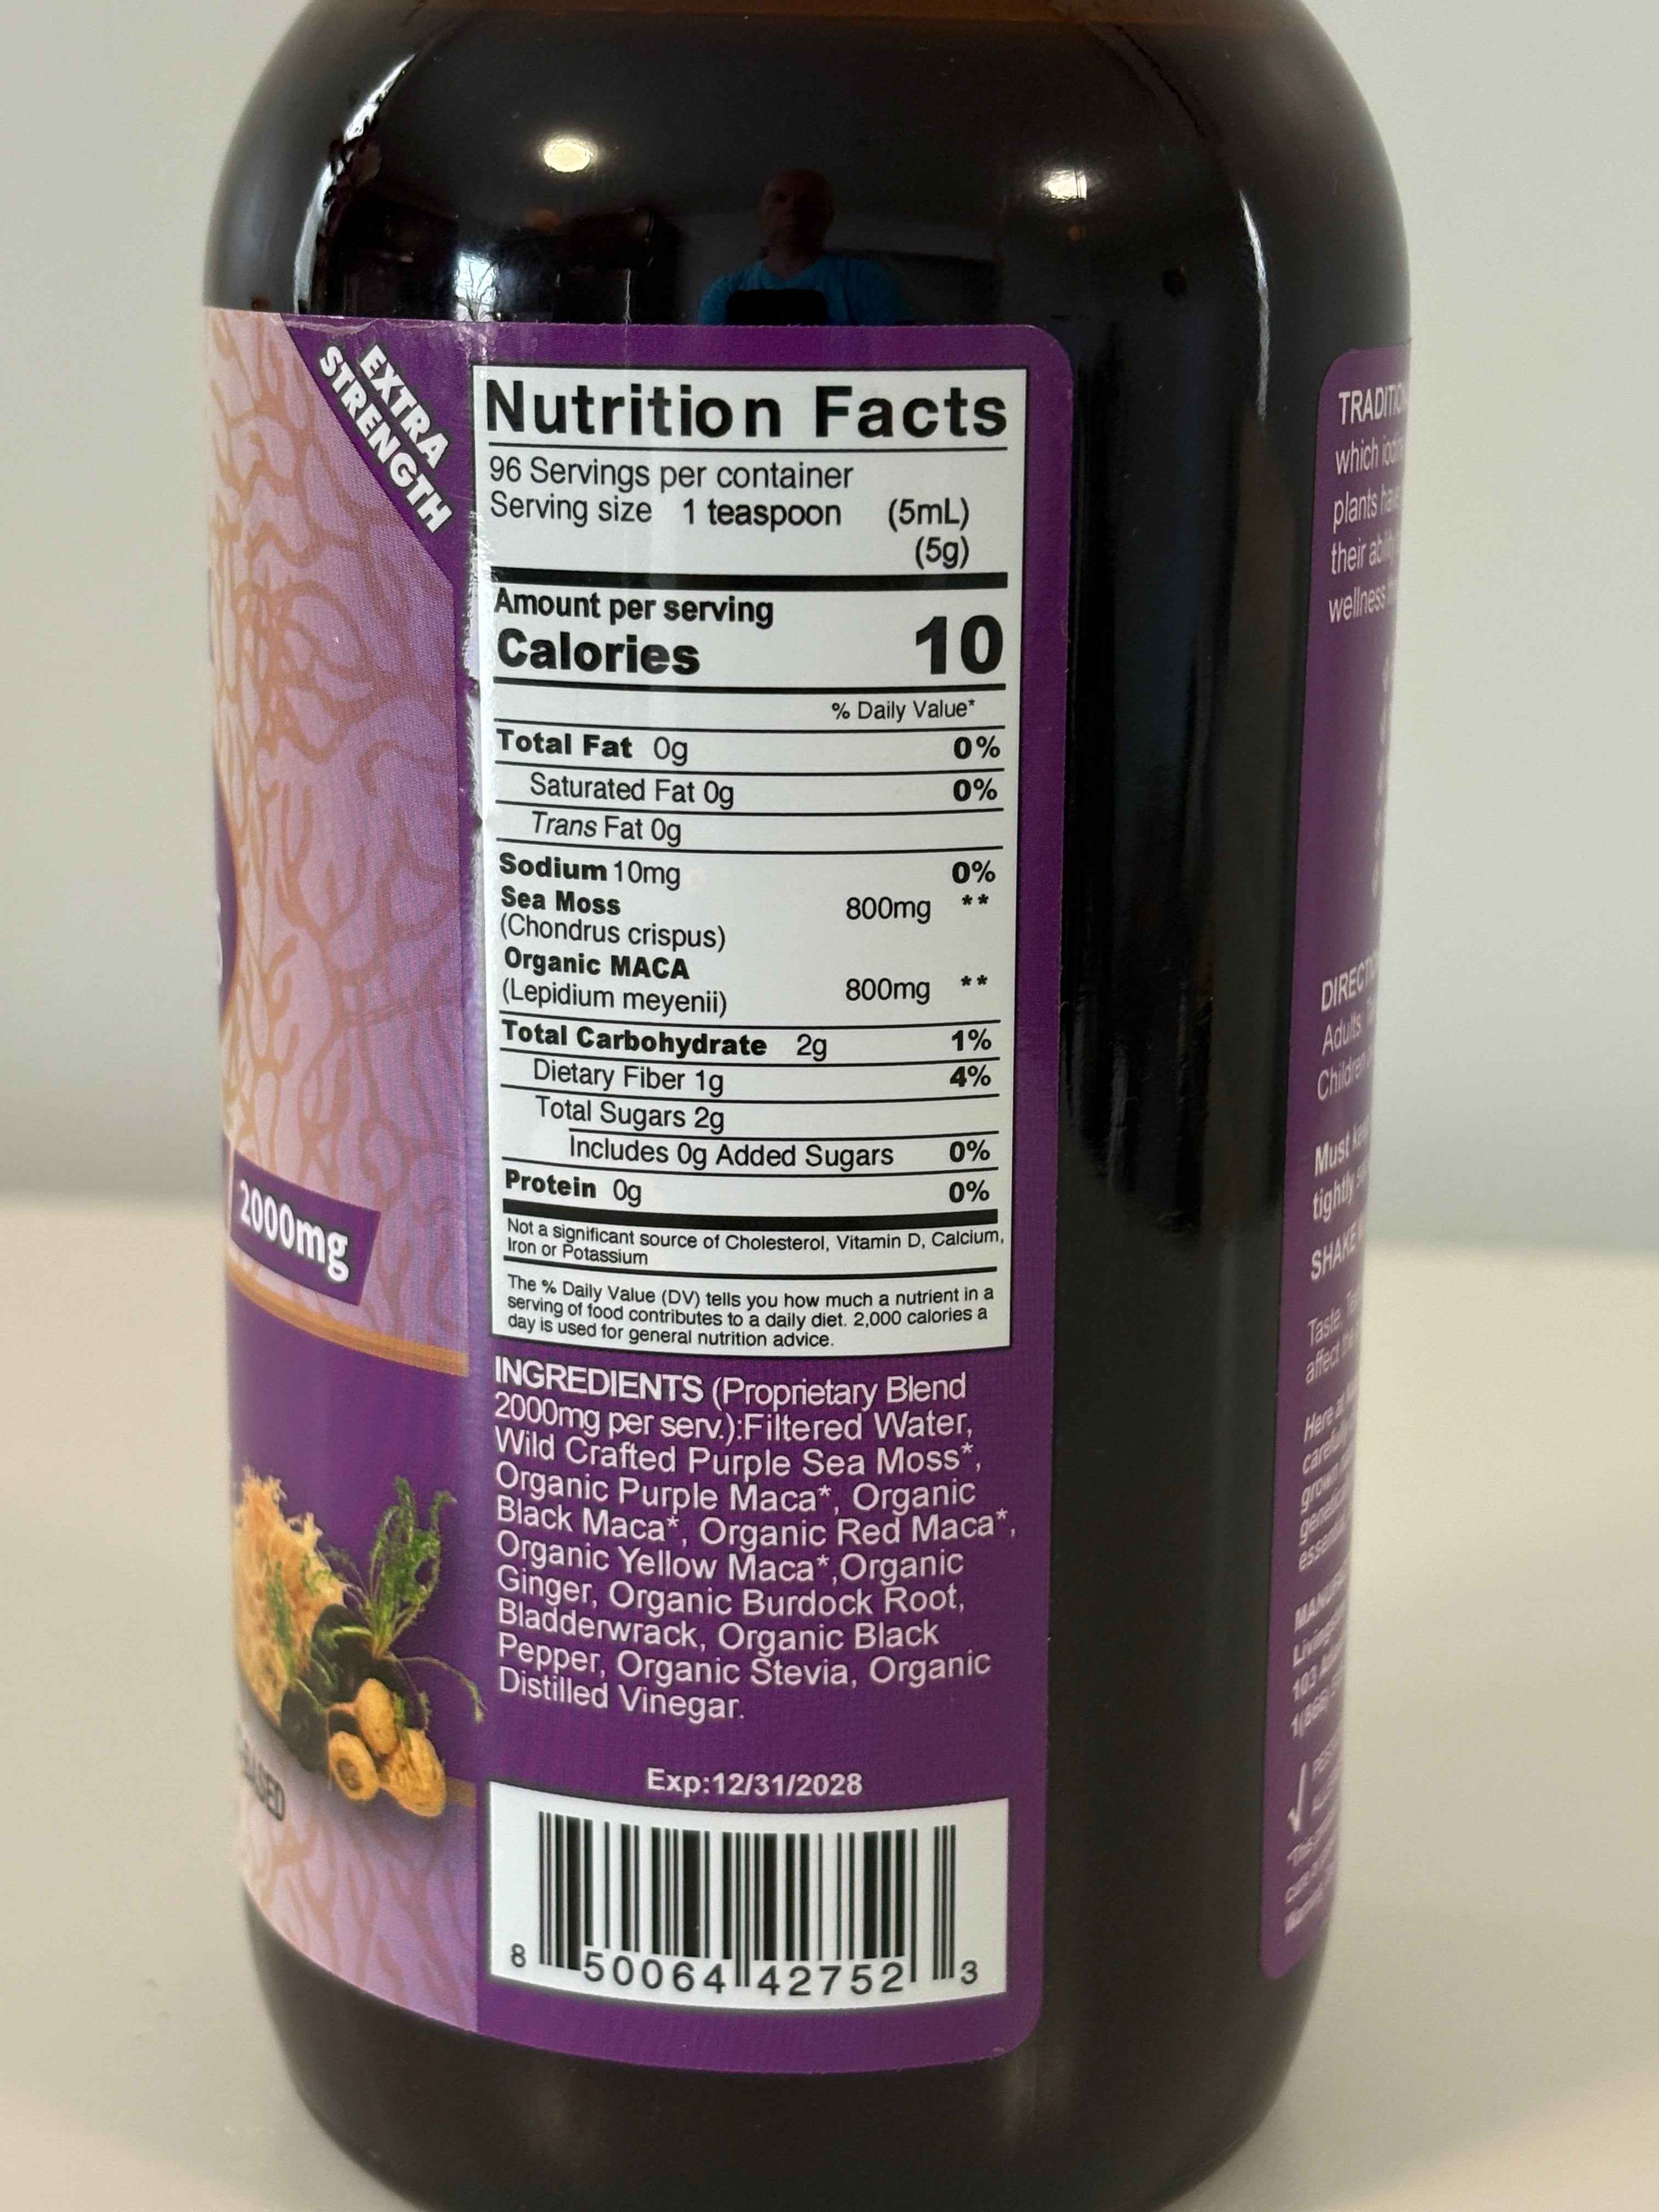 EXTRA
STRENGTH
2000mg
Nutrition Facts
96 Servings per container
Serving size 1 teaspoon (5mL)
(5g)
Amount per serving
Calories 10
% Daily Value*
Total Fat 0g 0%
Saturated Fat 0g 0%
Trans Fat 0g
Sodium 10mg 0%
Sea Moss 800mg **
(Chondrus crispus)
Organic MACA
(Lepidium meyenii) 800mg **
Total Carbohydrate 2g 1%
Dietary Fiber 1g 4%
Total Sugars 2g
Includes 0g Added Sugars 0%
Protein 0g 0%
Not a significant source of Cholesterol, Vitamin D, Calcium,
Iron or Potassium
The % Daily Value (DV) tells you how much a nutrient in a
serving of food contributes to a daily diet. 2,000 calories a
day is used for general nutrition advice.
INGREDIENTS (Proprietary Blend
2000mg per serv.):Filtered Water,
Wild Crafted Purple Sea Moss*,
Organic Purple Maca*, Organic
Black Maca*, Organic Red Maca*,
Organic Yellow Maca*,Organic
Ginger, Organic Burdock Root,
Bladderwrack, Organic Black
Pepper, Organic Stevia, Organic
Distilled Vinegar.
Exp:12/31/2028
8 50064 42752 3
which
plants
their
wellness
Adults
Children
Must
tightly
SHAKE
Taste,
affect
Here at